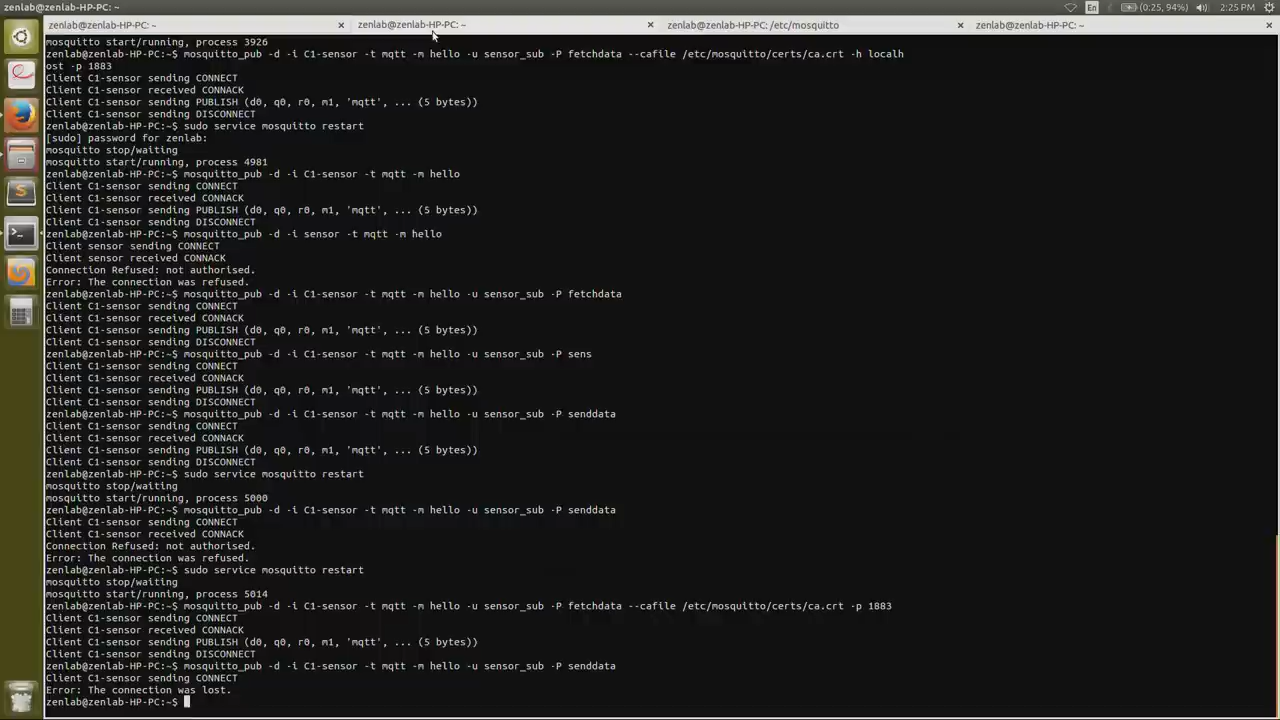 zenlab@zenlab-HP-PC: ~
En
(0:25, 94%)
2:25 PM
zenlab@zenlab-HP-PC: ~
zenlab@zenlab-HP-PC: ~
zenlab@zenlab-HP-PC: /etc/mosquitto
zenlab@zenlab-HP-PC: ~
mosquitto start/running, process 3926
zenlab@zenlab-HP-PC:~$ mosquitto_pub -d -i C1-sensor -t mqtt -m hello -u sensor_sub -P fetchdata --cafile /etc/mosquitto/certs/ca.crt -h localh
ost -p 1883
Client C1-sensor sending CONNECT
Client C1-sensor received CONNACK
Client C1-sensor sending PUBLISH (d0, q0, r0, m1, 'mqtt', ... (5 bytes))
Client C1-sensor sending DISCONNECT
zenlab@zenlab-HP-PC:~$ sudo service mosquitto restart
[sudo] password for zenlab:
mosquitto stop/waiting
mosquitto start/running, process 4981
zenlab@zenlab-HP-PC:~$ mosquitto_pub -d -i C1-sensor -t mqtt -m hello
Client C1-sensor sending CONNECT
Client C1-sensor received CONNACK
Client C1-sensor sending PUBLISH (d0, q0, r0, m1, 'mqtt', ... (5 bytes))
Client C1-sensor sending DISCONNECT
zenlab@zenlab-HP-PC:~$ mosquitto_pub -d -i sensor -t mqtt -m hello
Client sensor sending CONNECT
Client sensor received CONNACK
Connection Refused: not authorised.
Error: The connection was refused.
zenlab@zenlab-HP-PC:~$ mosquitto_pub -d -i C1-sensor -t mqtt -m hello -u sensor_sub -P fetchdata
Client C1-sensor sending CONNECT
Client C1-sensor received CONNACK
Client C1-sensor sending PUBLISH (d0, q0, r0, m1, 'mqtt', ... (5 bytes))
Client C1-sensor sending DISCONNECT
zenlab@zenlab-HP-PC:~$ mosquitto_pub -d -i C1-sensor -t mqtt -m hello -u sensor_sub -P sens
Client C1-sensor sending CONNECT
Client C1-sensor received CONNACK
Client C1-sensor sending PUBLISH (d0, q0, r0, m1, 'mqtt', ... (5 bytes))
Client C1-sensor sending DISCONNECT
zenlab@zenlab-HP-PC:~$ mosquitto_pub -d -i C1-sensor -t mqtt -m hello -u sensor_sub -P senddata
Client C1-sensor sending CONNECT
Client C1-sensor received CONNACK
Client C1-sensor sending PUBLISH (d0, q0, r0, m1, 'mqtt', ... (5 bytes))
Client C1-sensor sending DISCONNECT
zenlab@zenlab-HP-PC:~$ sudo service mosquitto restart
mosquitto stop/waiting
mosquitto start/running, process 5000
zenlab@zenlab-HP-PC:~$ mosquitto_pub -d -i C1-sensor -t mqtt -m hello -u sensor_sub -P senddata
Client C1-sensor sending CONNECT
Client C1-sensor received CONNACK
Connection Refused: not authorised.
Error: The connection was refused.
zenlab@zenlab-HP-PC:~$ sudo service mosquitto restart
mosquitto stop/waiting
mosquitto start/running, process 5014
zenlab@zenlab-HP-PC:~$ mosquitto_pub -d -i C1-sensor -t mqtt -m hello -u sensor_sub -P fetchdata --cafile /etc/mosquitto/certs/ca.crt -p 1883
Client C1-sensor sending CONNECT
Client C1-sensor received CONNACK
Client C1-sensor sending PUBLISH (d0, q0, r0, m1, 'mqtt', ... (5 bytes))
Client C1-sensor sending DISCONNECT
zenlab@zenlab-HP-PC:~$ mosquitto_pub -d -i C1-sensor -t mqtt -m hello -u sensor_sub -P senddata
Client C1-sensor sending CONNECT
Error: The connection was lost.
zenlab@zenlab-HP-PC:~$